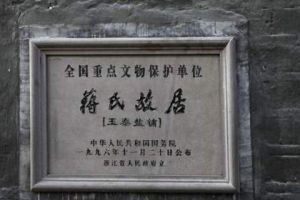 全国重点文物保护单位
蒋氏故居
[玉泰盐铺]
中华人民共和国国务院
一九九六年十一月二十日公布
浙江省人民政府立